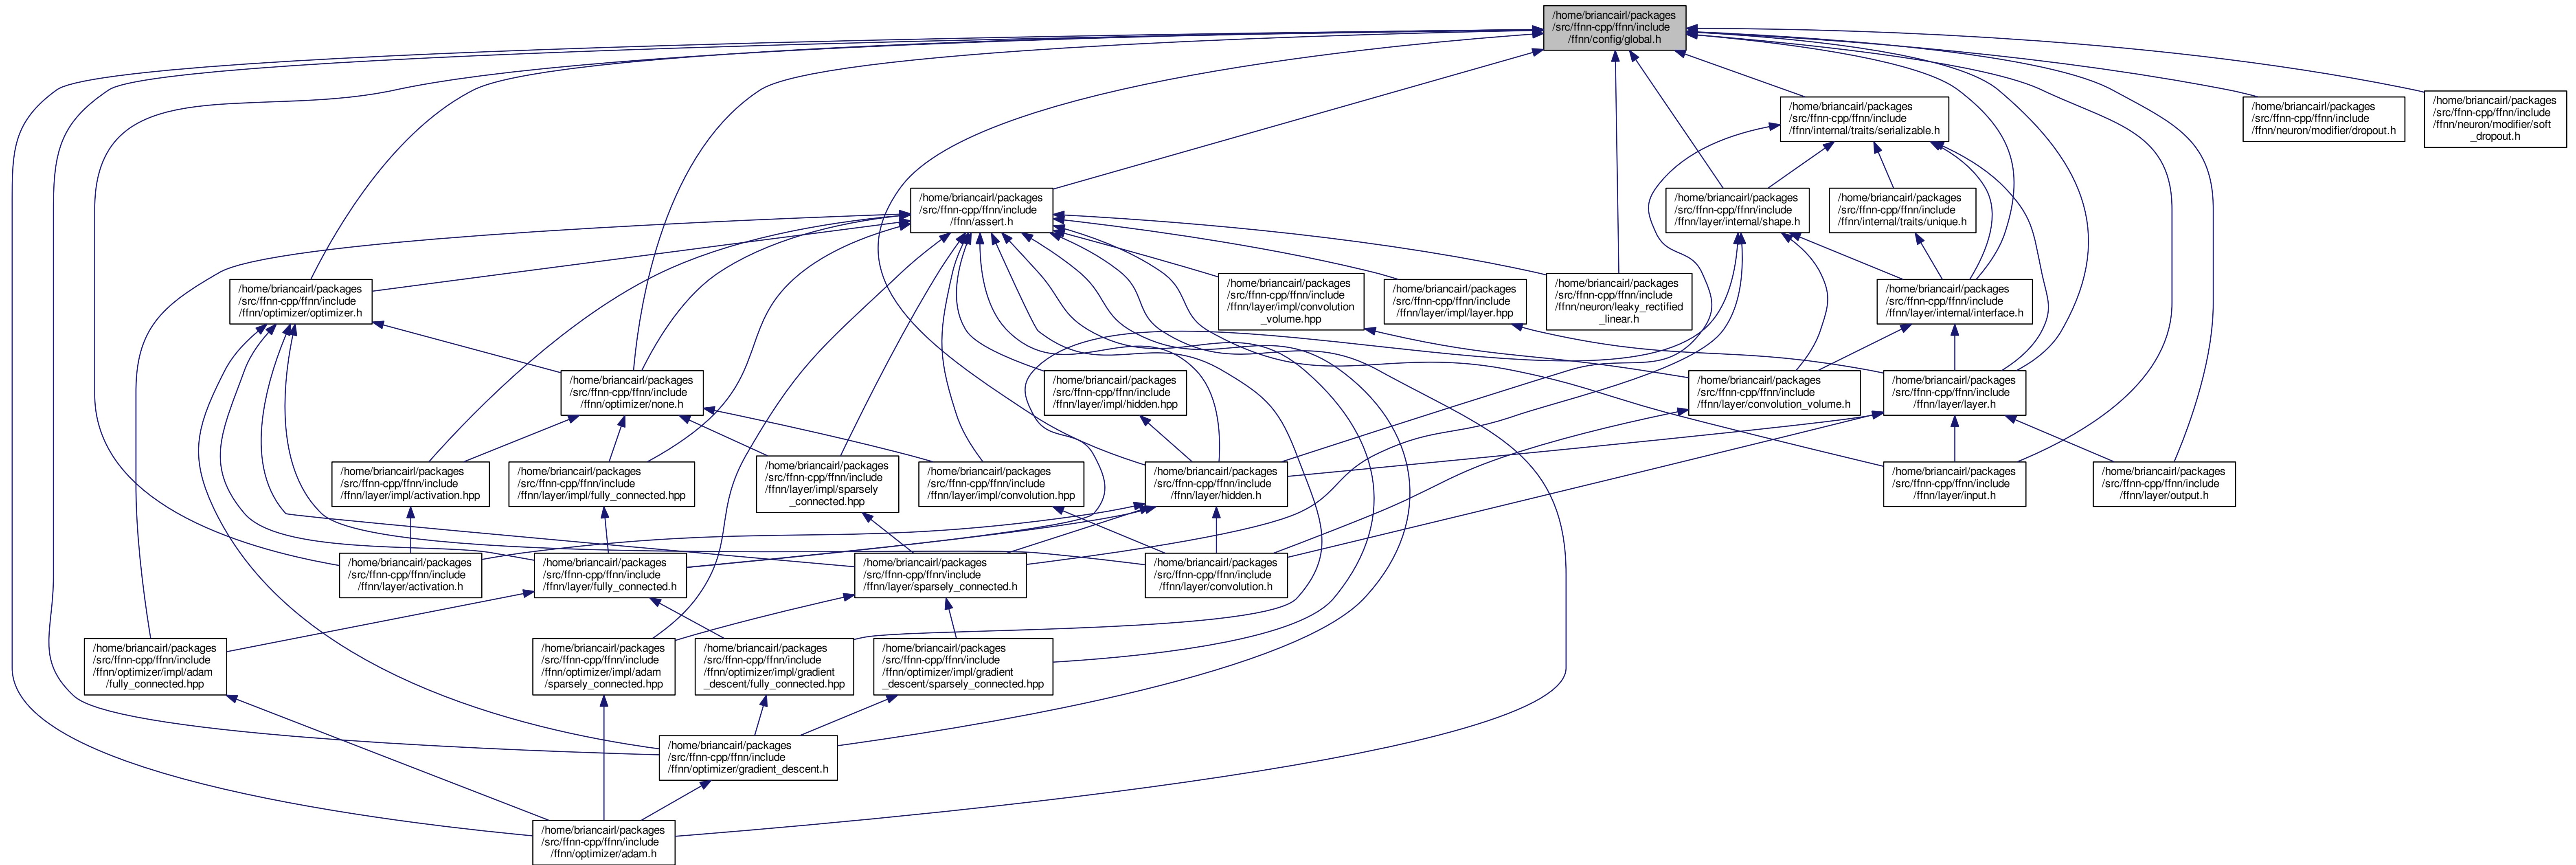 /home/briancairl/packages
/src/ffnn-cpp/ffnn/include
/ffnn/config/global.h
/home/briancairl/packages
/src/ffnn-cpp/ffnn/include
/ffnn/internal/traits/serializable.h
/home/briancairl/packages
/src/ffnn-cpp/ffnn/include
/ffnn/neuron/modifier/dropout.h
/home/briancairl/packages
/src/ffnn-cpp/ffnn/include
/ffnn/neuron/modifier/soft
_dropout.h
/home/briancairl/packages
/src/ffnn-cpp/ffnn/include
/ffnn/assert.h
/home/briancairl/packages
/src/ffnn-cpp/ffnn/include
/ffnn/layer/internal/shape.h
/home/briancairl/packages
/src/ffnn-cpp/ffnn/include
/ffnn/internal/traits/unique.h
/home/briancairl/packages
/src/ffnn-cpp/ffnn/include
/ffnn/optimizer/optimizer.h
/home/briancairl/packages
/src/ffnn-cpp/ffnn/include
/ffnn/layer/impl/convolution
_volume.hpp
/home/briancairl/packages
/src/ffnn-cpp/ffnn/include
/ffnn/layer/impl/layer.hpp
/home/briancairl/packages
/src/ffnn-cpp/ffnn/include
/ffnn/neuron/leaky_rectified
_linear.h
/home/briancairl/packages
/src/ffnn-cpp/ffnn/include
/ffnn/layer/internal/interface.h
/home/briancairl/packages
/src/ffnn-cpp/ffnn/include
/ffnn/optimizer/none.h
/home/briancairl/packages
/src/ffnn-cpp/ffnn/include
/ffnn/layer/impl/hidden.hpp
/home/briancairl/packages
/src/ffnn-cpp/ffnn/include
/ffnn/layer/convolution_volume.h
/home/briancairl/packages
/src/ffnn-cpp/ffnn/include
/ffnn/layer/layer.h
/home/briancairl/packages
/src/ffnn-cpp/ffnn/include
/ffnn/layer/impl/activation.hpp
/home/briancairl/packages
/src/ffnn-cpp/ffnn/include
/ffnn/layer/impl/fully_connected.hpp
/home/briancairl/packages
/src/ffnn-cpp/ffnn/include
/ffnn/layer/impl/sparsely
_connected.hpp
/home/briancairl/packages
/src/ffnn-cpp/ffnn/include
/ffnn/layer/impl/convolution.hpp
/home/briancairl/packages
/src/ffnn-cpp/ffnn/include
/ffnn/layer/hidden.h
/home/briancairl/packages
/src/ffnn-cpp/ffnn/include
/ffnn/layer/input.h
/home/briancairl/packages
/src/ffnn-cpp/ffnn/include
/ffnn/layer/output.h
/home/briancairl/packages
/src/ffnn-cpp/ffnn/include
/ffnn/layer/activation.h
/home/briancairl/packages
/src/ffnn-cpp/ffnn/include
/ffnn/layer/fully_connected.h
/home/briancairl/packages
/src/ffnn-cpp/ffnn/include
/ffnn/layer/sparsely_connected.h
/home/briancairl/packages
/src/ffnn-cpp/ffnn/include
/ffnn/layer/convolution.h
/home/briancairl/packages
/src/ffnn-cpp/ffnn/include
/ffnn/optimizer/impl/adam
/fully_connected.hpp
/home/briancairl/packages
/src/ffnn-cpp/ffnn/include
/ffnn/optimizer/impl/adam
/sparsely_connected.hpp
/home/briancairl/packages
/src/ffnn-cpp/ffnn/include
/ffnn/optimizer/impl/gradient
_descent/fully_connected.hpp
/home/briancairl/packages
/src/ffnn-cpp/ffnn/include
/ffnn/optimizer/impl/gradient
_descent/sparsely_connected.hpp
/home/briancairl/packages
/src/ffnn-cpp/ffnn/include
/ffnn/optimizer/gradient_descent.h
/home/briancairl/packages
/src/ffnn-cpp/ffnn/include
/ffnn/optimizer/adam.h